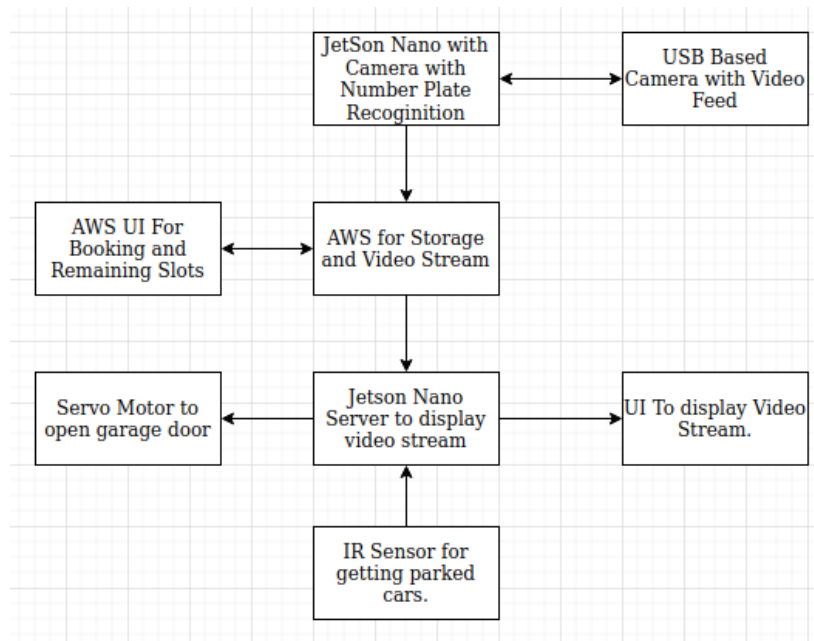 JetSon Nano with
Camera with
Number Plate
Recoginition
USB Based
Camera with Video
Feed
AWS UI For
Booking and
Remaining Slots
AWS for Storage
and Video Stream
Servo Motor to
open garage door
Jetson Nano
Server to display
video stream
UI To display Video
Stream.
IR Sensor for
getting parked
cars.